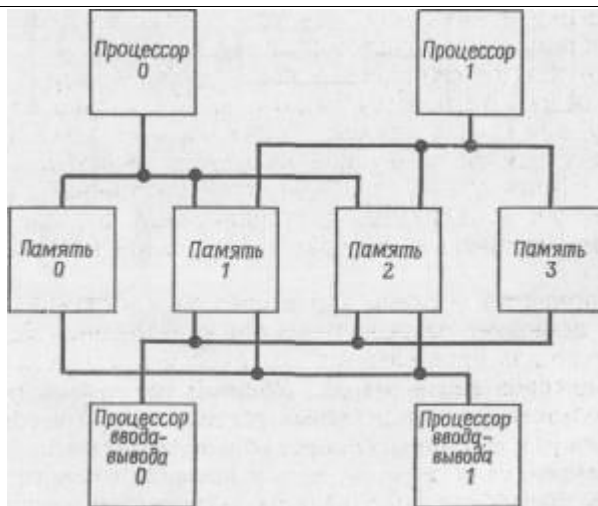 Процессор
0
Процессор
1
Память
0
Память
1
Память
2
Память
3
Процессор
ввода-
вывода
0
Процессор
ввода-
вывода
1